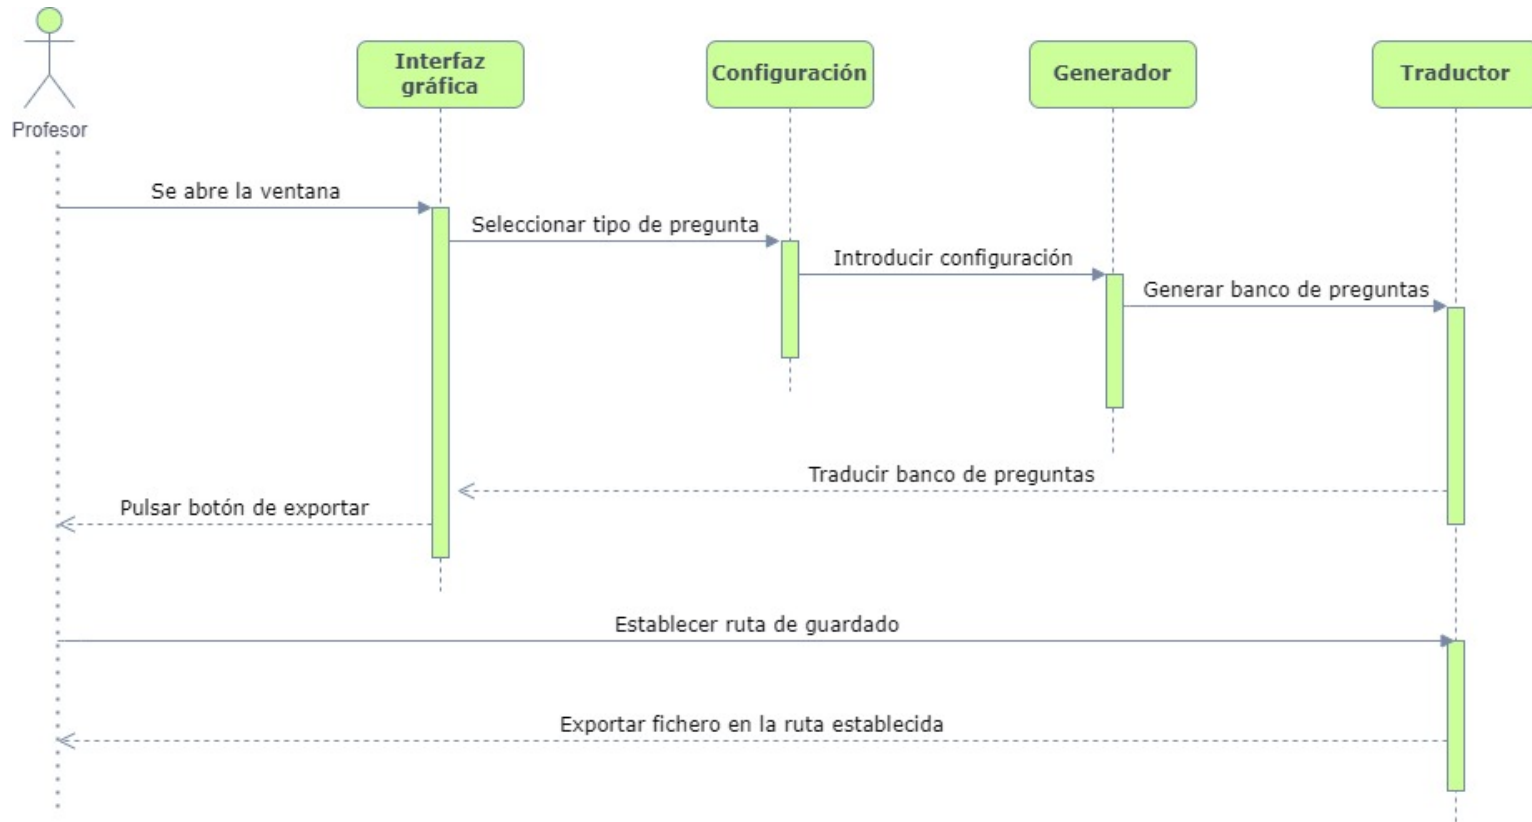 Interfaz
gráfica
Configuración
Generador
Traductor
Profesor
Se abre la ventana
Seleccionar tipo de pregunta
Introducir configuración
Generar banco de preguntas
Traducir banco de preguntas
Pulsar botón de exportar
Establecer ruta de guardado
Exportar fichero en la ruta establecida